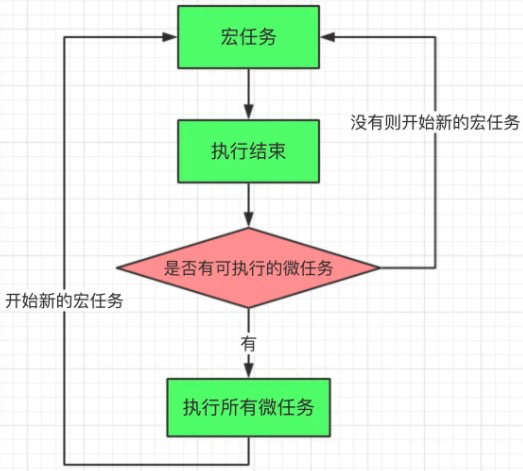 宏任务
没有则开始新的宏任务
执行结束
是否有可执行的微任务
开始新的宏任务
有
执行所有微任务